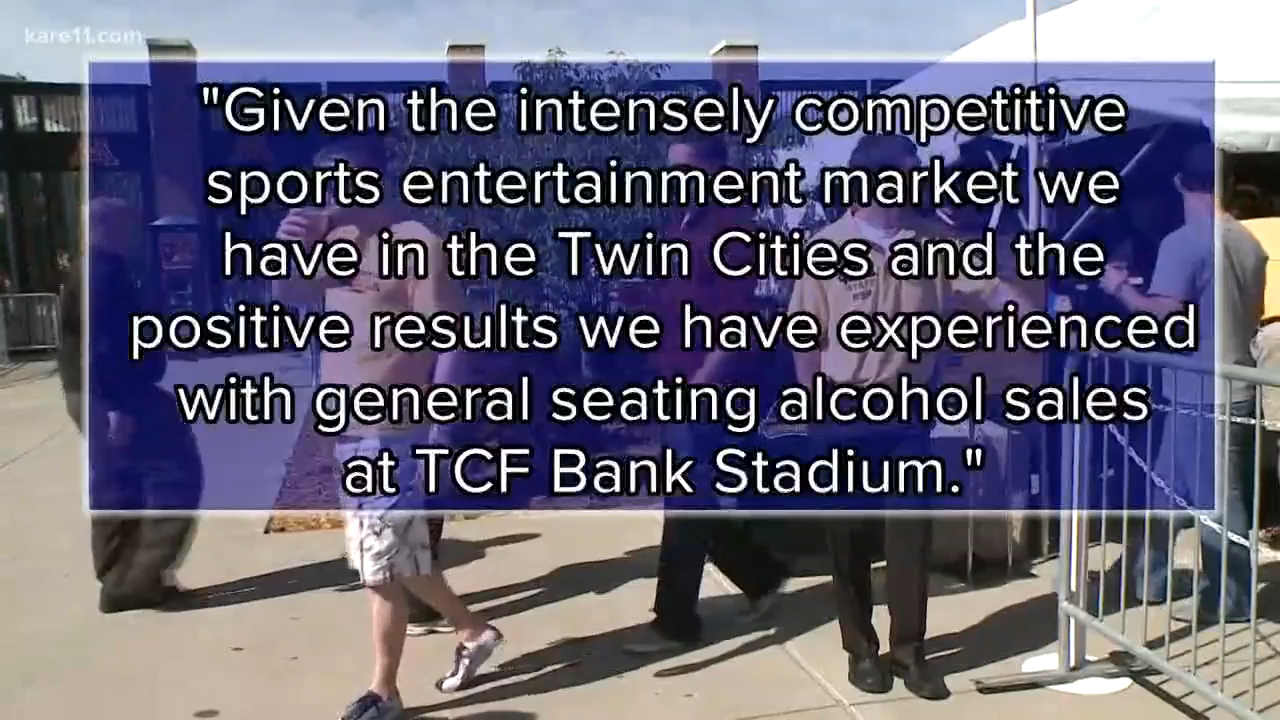 kare11.com
"Given the intensely competitive
sports entertainment market we
have in the Twin Cities and the
positive results we have experienced
with general seating alcohol sales
at TCF Bank Stadium."